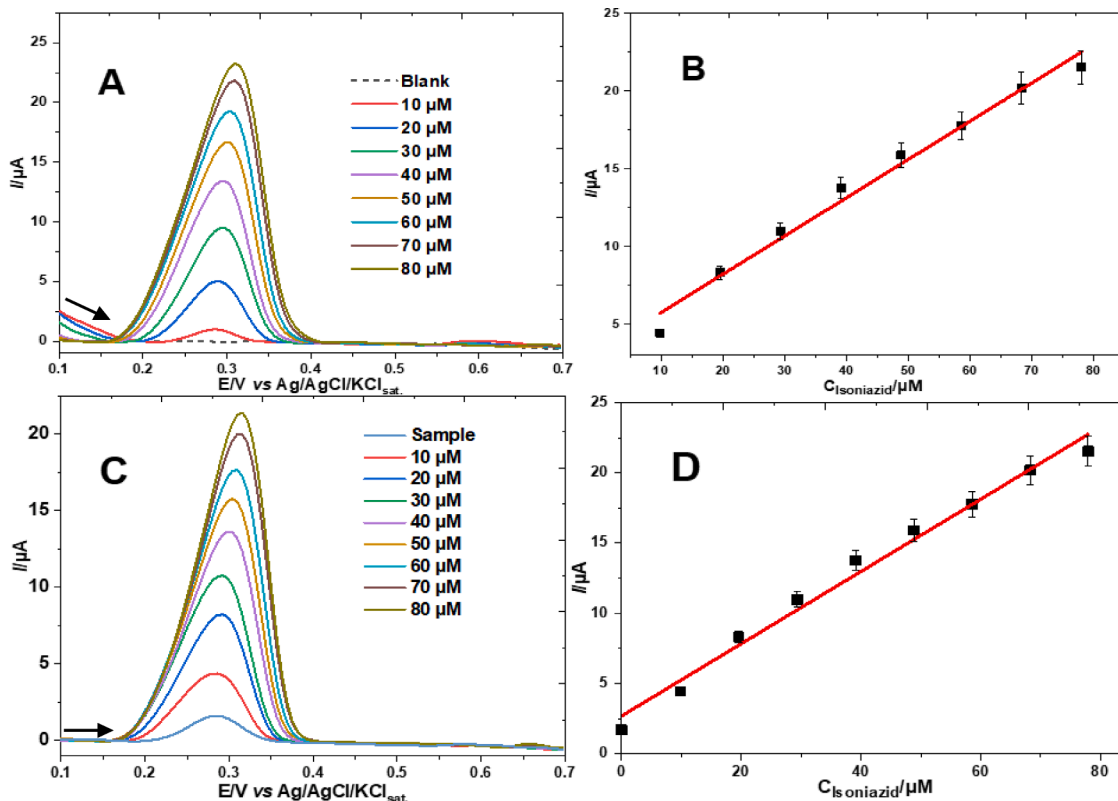 A
25
20
15
10
5
0
I/µA
Blank
10 µM
20 µM
30 µM
40 µM
50 µM
60 µM
70 µM
80 µM
0.1 0.2 0.3 0.4 0.5 0.6 0.7
E/V vs Ag/AgCl/KClsat.
B
25
20
15
10
5
I/µA
10 20 30 40 50 60 70 80
CIsoniazid/µM
C
20
15
10
5
0
I/µA
Sample
10 µM
20 µM
30 µM
40 µM
50 µM
60 µM
70 µM
80 µM
0.1 0.2 0.3 0.4 0.5 0.6 0.7
E/V vs Ag/AgCl/KClsat.
D
25
20
15
10
5
0
I/µA
0 20 40 60 80
CIsoniazid/µM